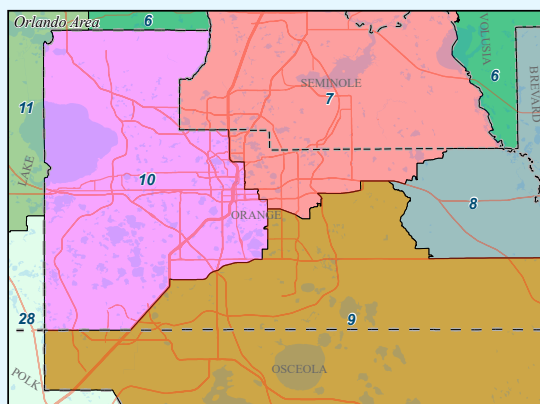 Orlando Area
6
VOLUSIA
6
SEMINOLE
7
BREVARD
11
LAKE
10
8
ORANGE
28
9
POLK
OSCEOLA